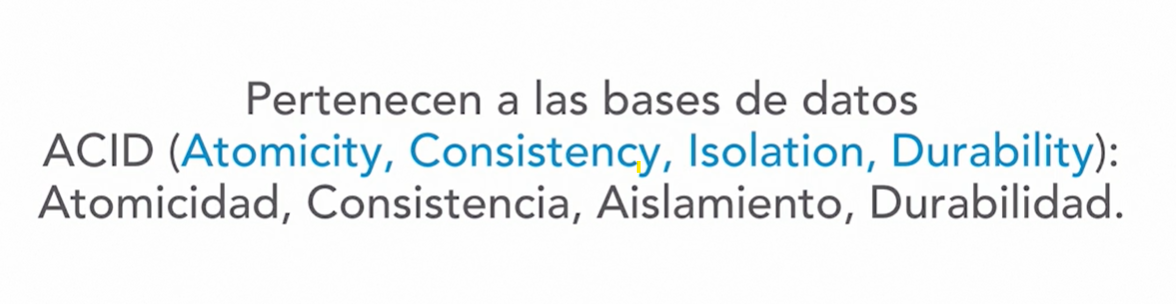 Pertenecen a las bases de datos
ACID (Atomicity, Consistency, Isolation, Durability):
Atomicidad, Consistencia, Aislamiento, Durabilidad.